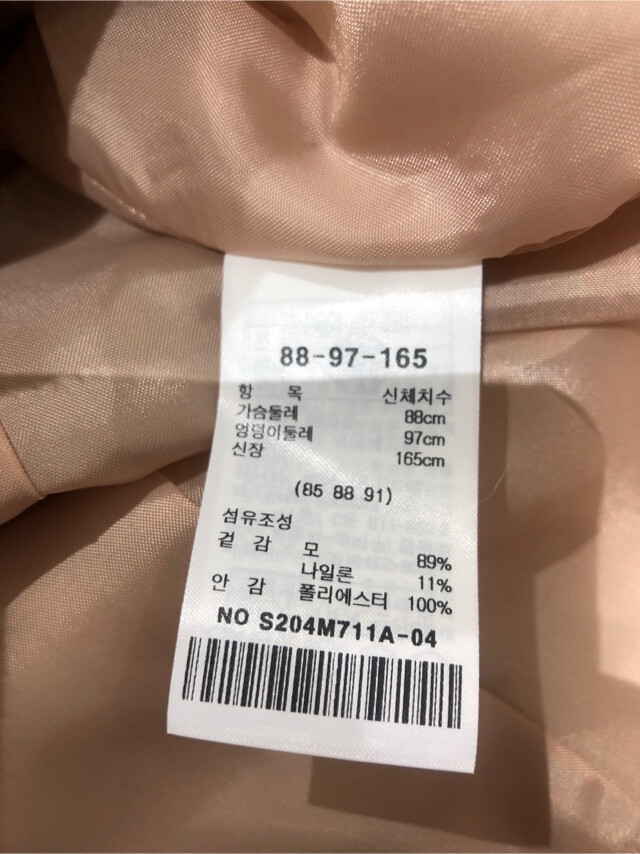 88-97-165
항 목 신체치수
가슴둘레 88cm
엉덩이둘레 97cm
신장 165cm
(85 88 91)
섬유조성
겉 감 모 89%
나일론 11%
안 감 폴리에스터 100%
NO S204M711A-04